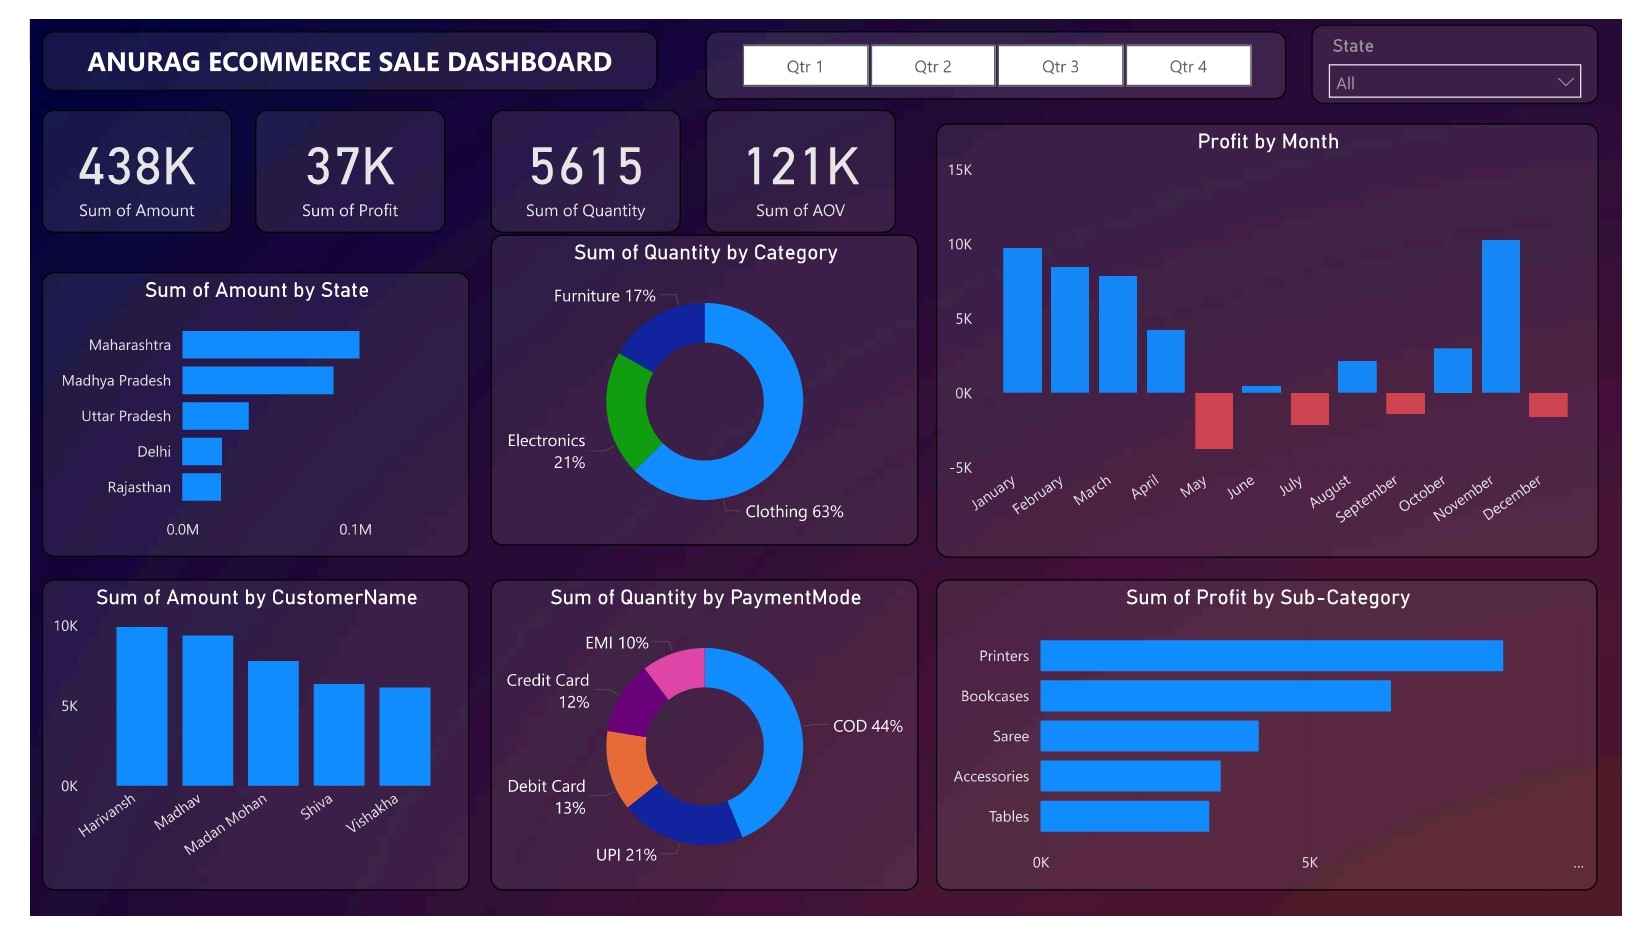 ANURAG ECOMMERCE SALE DASHBOARD
Qtr 1
Qtr 2
Qtr 3
Qtr 4
State
All
438K
Sum of Amount
37K
Sum of Profit
5615
Sum of Quantity
121K
Sum of AOV
Profit by Month
15K
10K
5K
0K
-5K
January
February
March
April
May
June
July
August
September
October
November
December
Sum of Amount by State
Maharashtra
Madhya Pradesh
Uttar Pradesh
Delhi
Rajasthan
0.0M
0.1M
Sum of Quantity by Category
Furniture 17%
Electronics
21%
Clothing 63%
Sum of Amount by CustomerName
10K
5K
0K
Harivansh
Madhav
Madan Mohan
Shiva
Vishakha
Sum of Quantity by PaymentMode
EMI 10%
Credit Card
12%
COD 44%
Debit Card
13%
UPI 21%
Sum of Profit by Sub-Category
Printers
Bookcases
Saree
Accessories
Tables
0K
5K
...